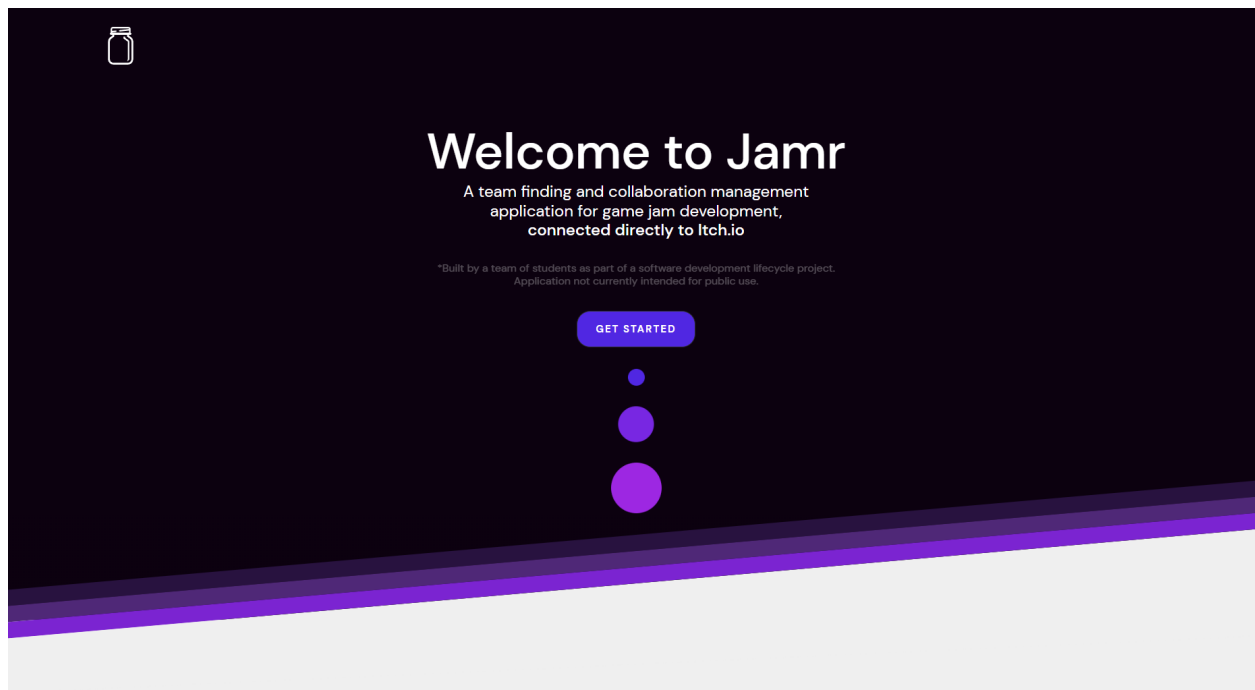 Welcome to Jamr
A team finding and collaboration management
application for game jam development,
connected directly to Itch.io
*Built by a team of students as part of a software development lifecycle project.
Application not currently intended for public use.
GET STARTED